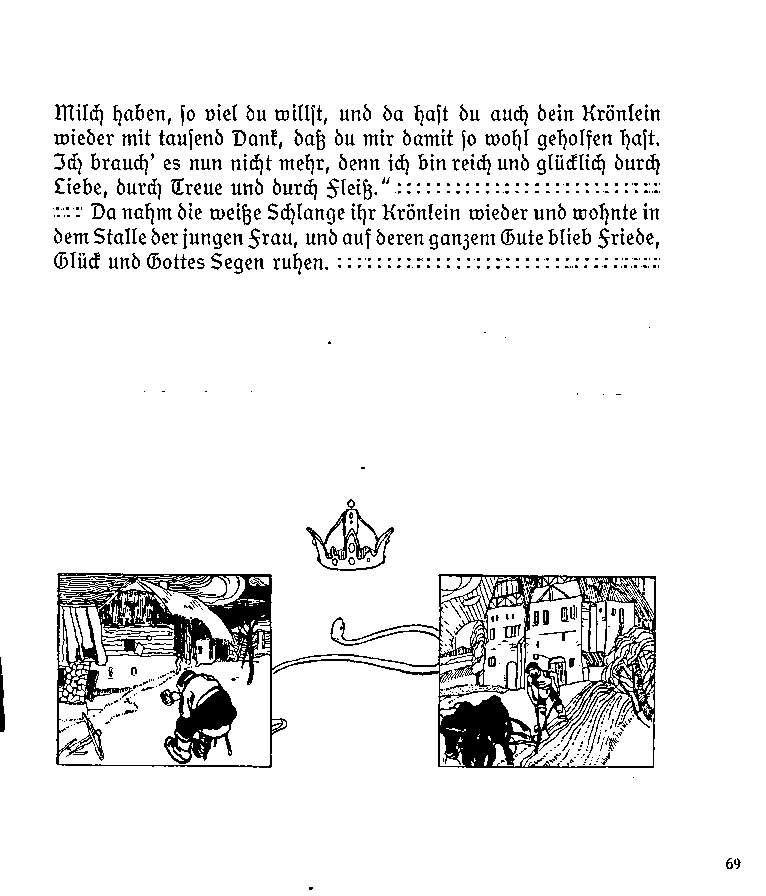 Milch haben, so viel du willst, und da hast du auch dein Krönlein
wieder mit tausend Dank, daß du mir damit so wohl geholfen hast.
Ich brauch' es nun nicht mehr, denn ich bin reich und glücklich durch
Liebe, durch Treue und durch Fleiß."
Da nahm die weiße Schlange ihr Krönlein wieder und wohnte in
dem Stalle der jungen Frau, und auf deren ganzem Gute blieb Friede,
Glück und Gottes Segen ruhen.
69